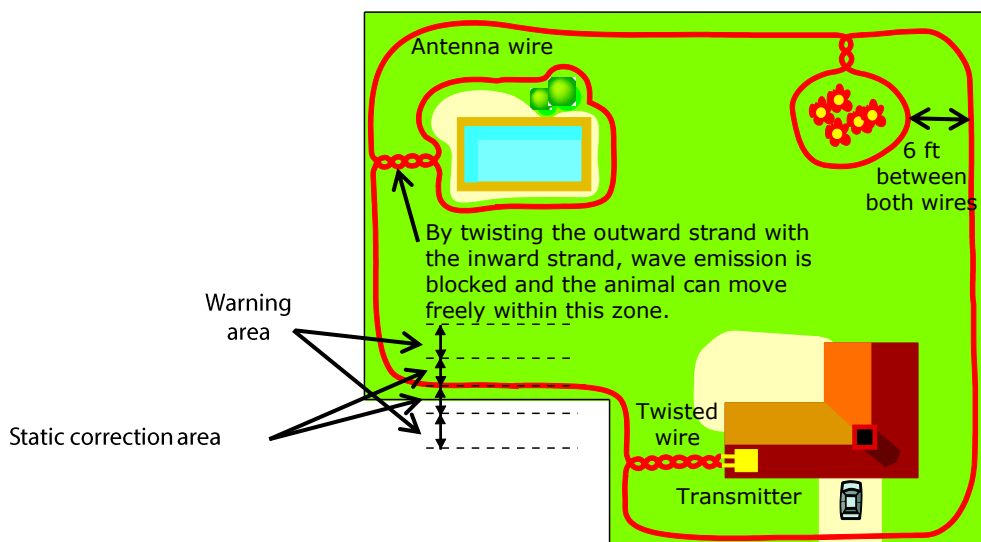 Antenna wire
6 ft
between
both wires
By twisting the outward strand with
the inward strand, wave emission is
blocked and the animal can move
freely within this zone.
Warning
area
Static correction area
Twisted
wire
Transmitter